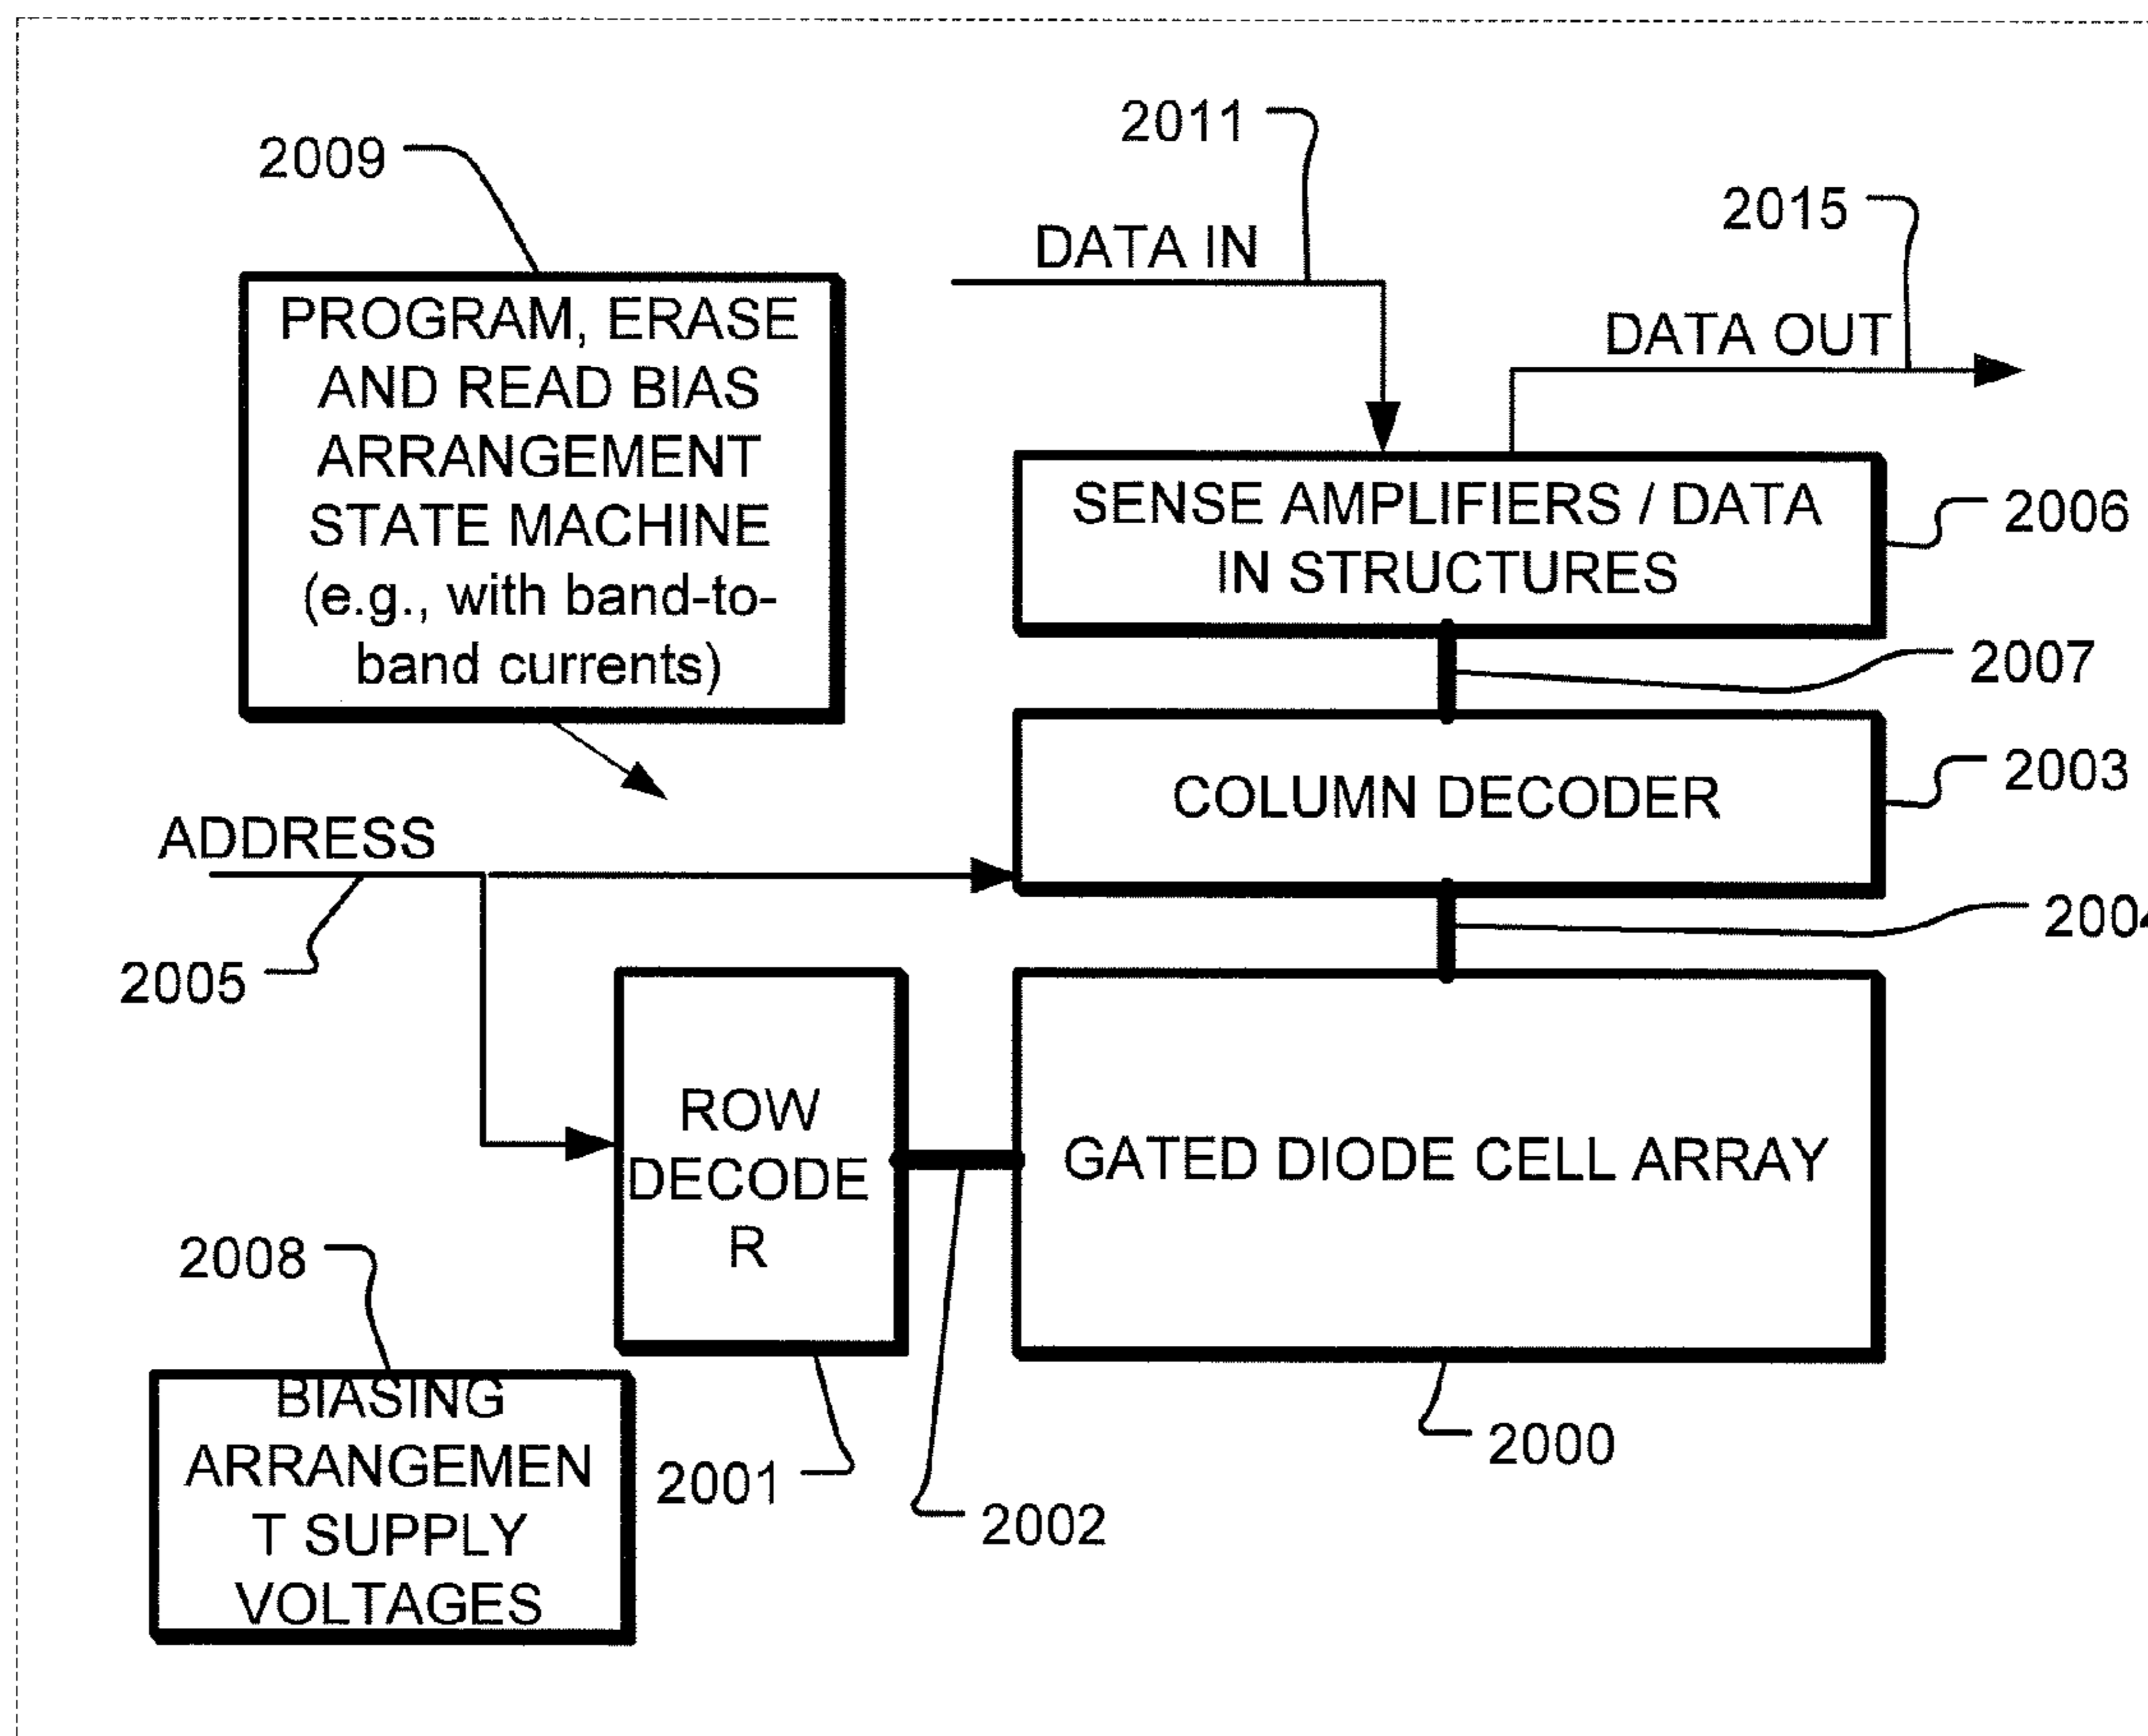 2011
2009
2015
DATA IN
PROGRAM, ERASE
AND READ BIAS
ARRANGEMENT
STATE MACHINE
(e.g., with band-to-
band currents)
DATA OUT
SENSE AMPLIFIERS / DATA
IN STRUCTURES
2006
2007
COLUMN DECODER
2003
ADDRESS
2004
2005
ROW
DECODE
R
GATED DIODE CELL ARRAY
2008
BIASING
ARRANGEMEN
T SUPPLY
VOLTAGES
2001
2002
2000